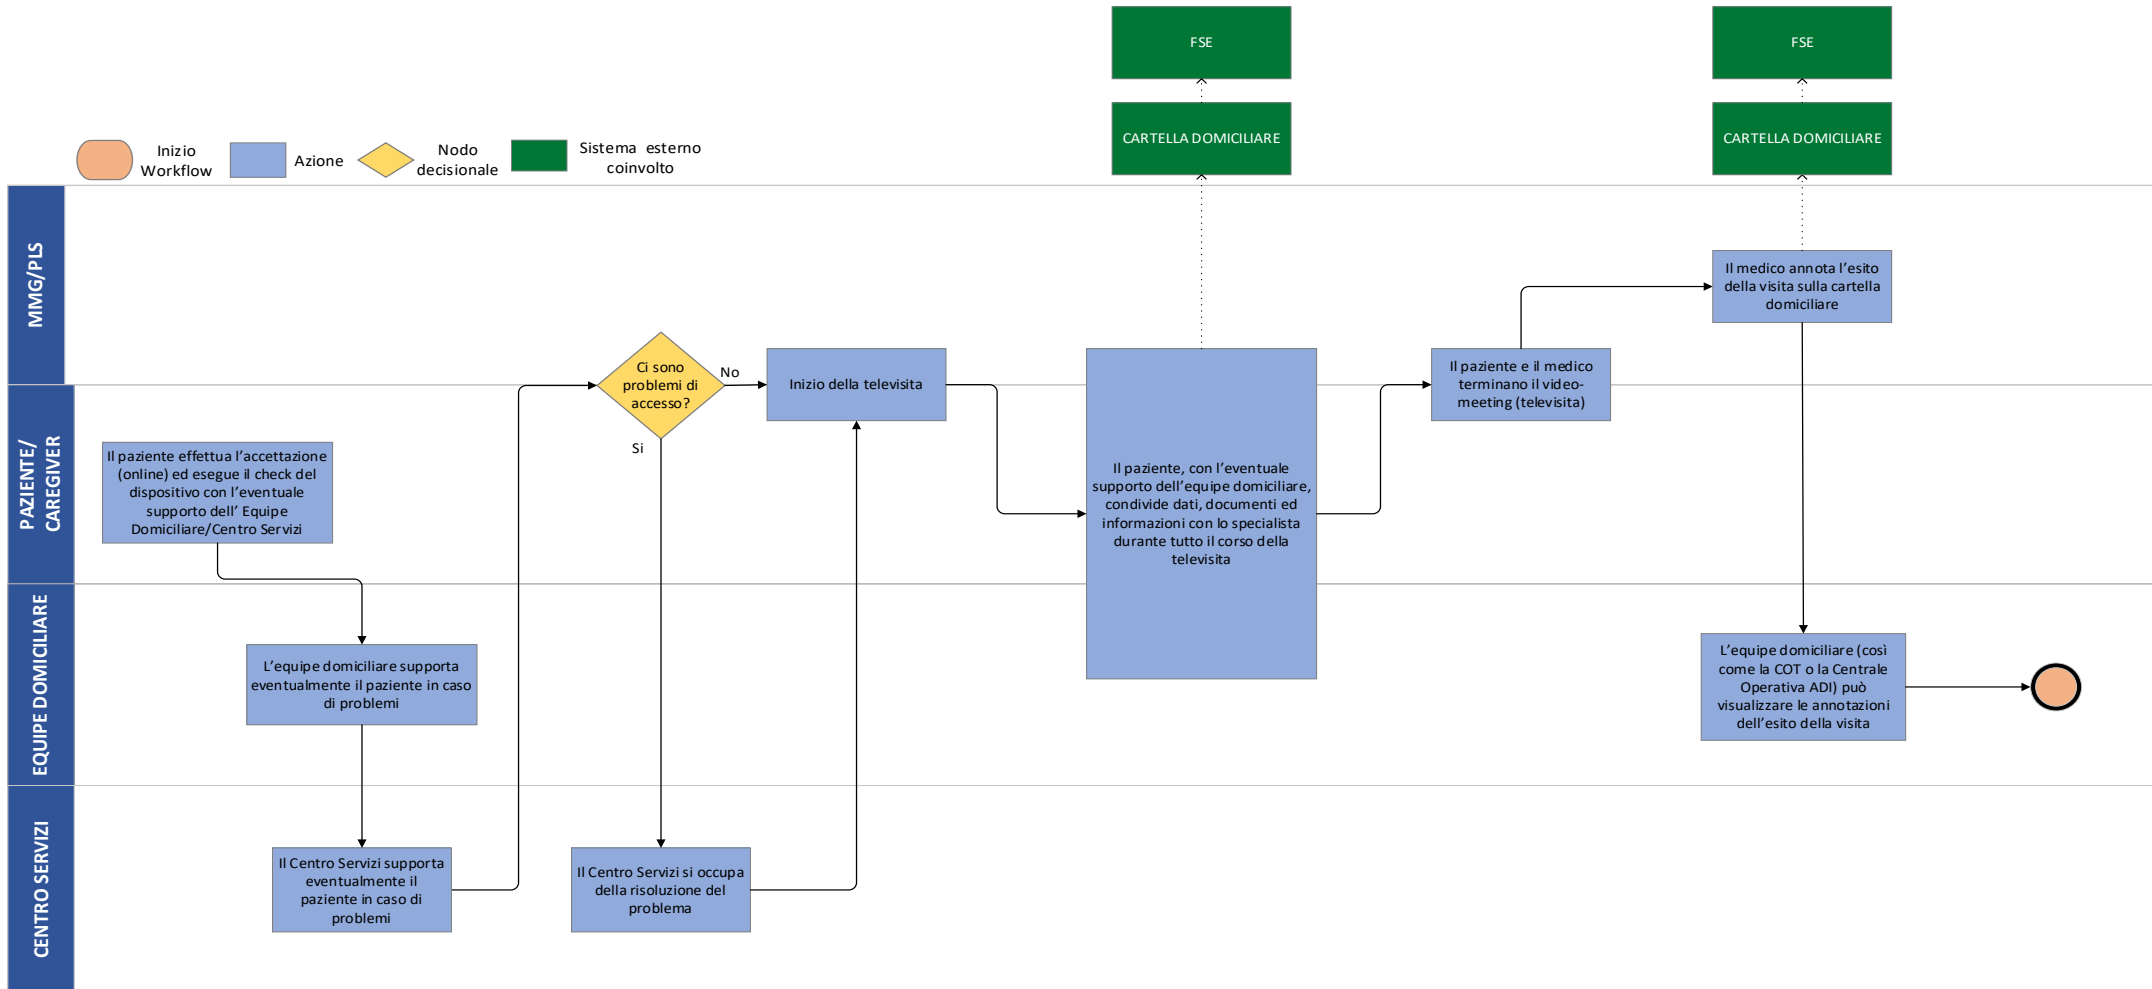 FSE
FSE
CARTELLA DOMICILIARE
CARTELLA DOMICILIARE
Inizio
Workflow
Azione
Nodo
decisionale
Sistema esterno
coinvolto
MMG/PLS
Il medico annota l'esito
della visita sulla cartella
domiciliare
Ci sono
problemi di
accesso?
No
Si
Inizio della televisita
Il paziente e il medico
terminano il video-
meeting (televisita)
PAZIENTE/
CAREGIVER
Il paziente effettua l'accettazione
(online) ed esegue il check del
dispositivo con l'eventuale
supporto dell' Equipe
Domiciliare/Centro Servizi
Il paziente, con l'eventuale
supporto dell'equipe domiciliare,
condivide dati, documenti ed
informazioni con lo specialista
durante tutto il corso della
televisita
EQUIPE DOMICILIARE
L'equipe domiciliare supporta
eventualmente il paziente in caso
di problemi
L'equipe domiciliare (così
come la COT o la Centrale
Operativa ADI) può
visualizzare le annotazioni
dell'esito della visita
CENTRO SERVIZI
Il Centro Servizi supporta
eventualmente il
paziente in caso di
problemi
Il Centro Servizi si occupa
della risoluzione del
problema